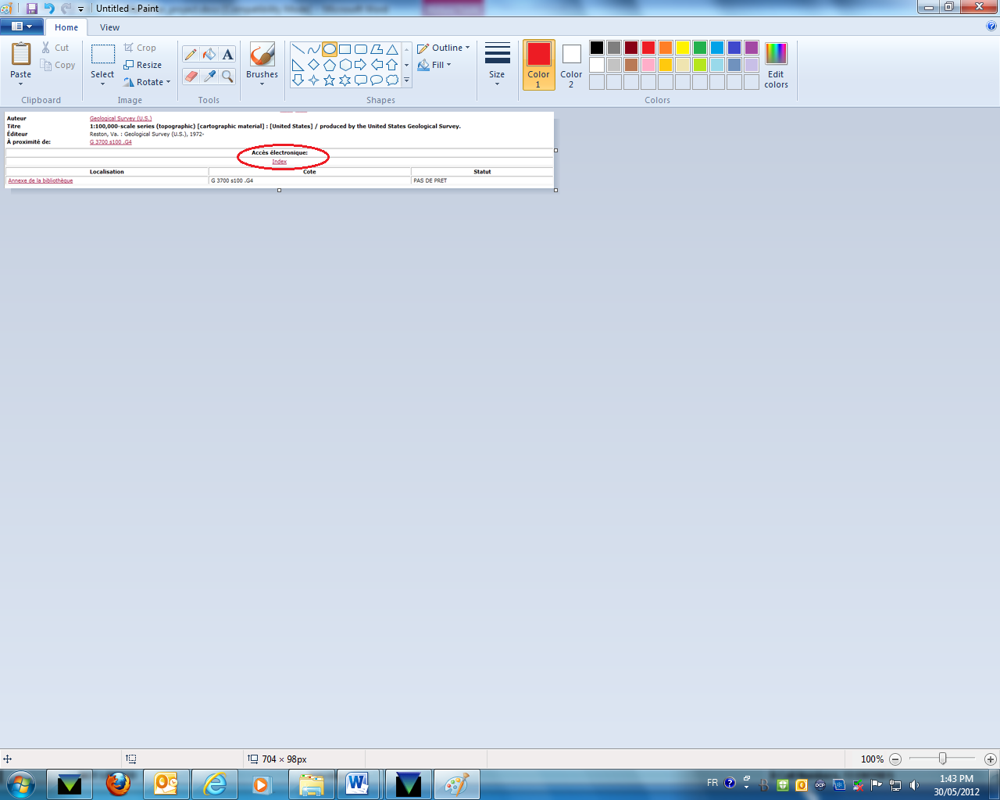 Untitled - Paint
Home View
Paste Cut Copy
Clipboard
Select Crop Resize Rotate
Image
A
Tools
Brushes
Outline Fill
Shapes
Size
Color 1
Color 2
Edit colors
Colors
Auteur Geological Survey (U.S.)
Titre 1:100,000-scale series (topographic) [cartographic material] : [United States] / produced by the United States Geological Survey.
Éditeur Reston, Va. : Geological Survey (U.S.), 1972-
À proximité de: G 3700 s100 .G4
Accès électronique:
Index
Localisation Cote Statut
Annexe de la bibliothèque G 3700 s100 .G4 PAS DE PRET
704 × 98px 100%
FR 1:43 PM
30/05/2012